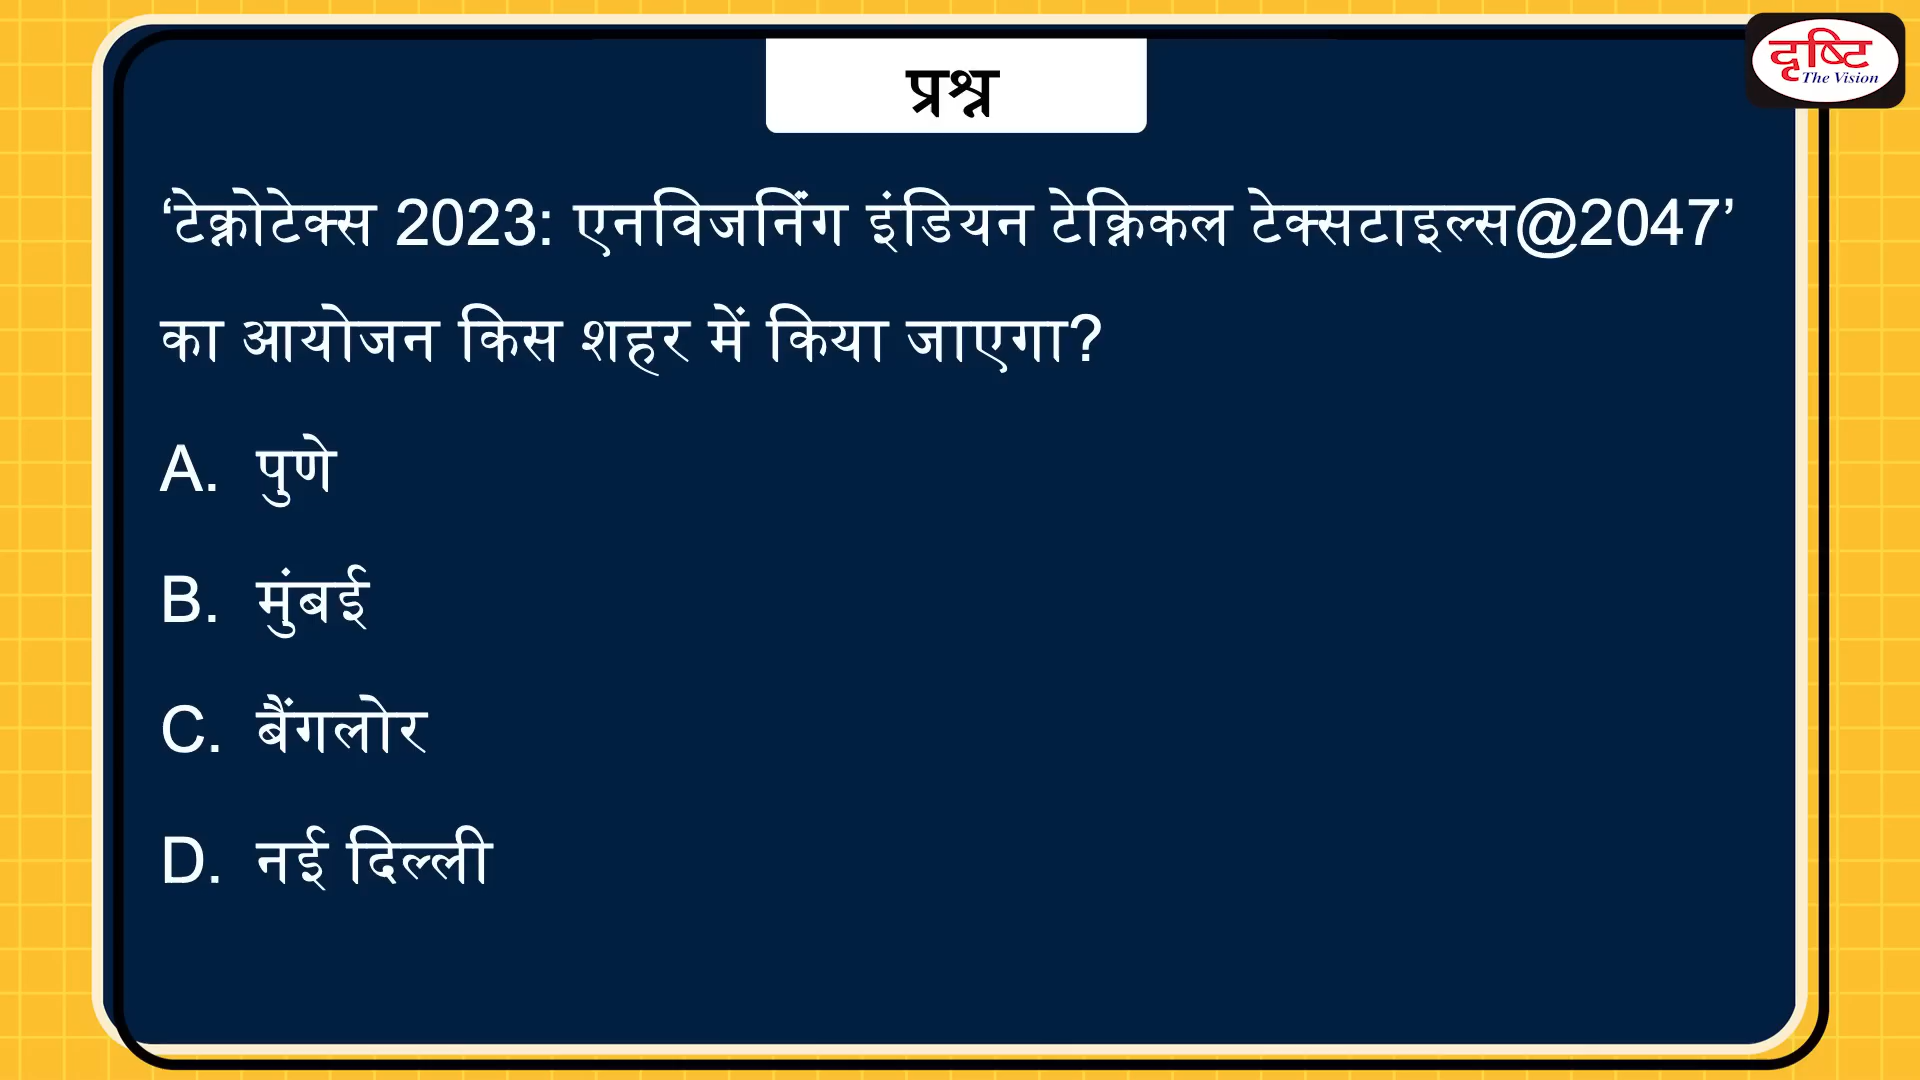 दृष्टि
The Vision
प्रश्न
‘टेक्नोटेक्स 2023: एनविजनिंग इंडियन टेक्निकल टेक्सटाइल्स@2047’
का आयोजन किस शहर में किया जाएगा?
A. पुणे
B. मुंबई
C. बैंगलोर
D. नई दिल्ली